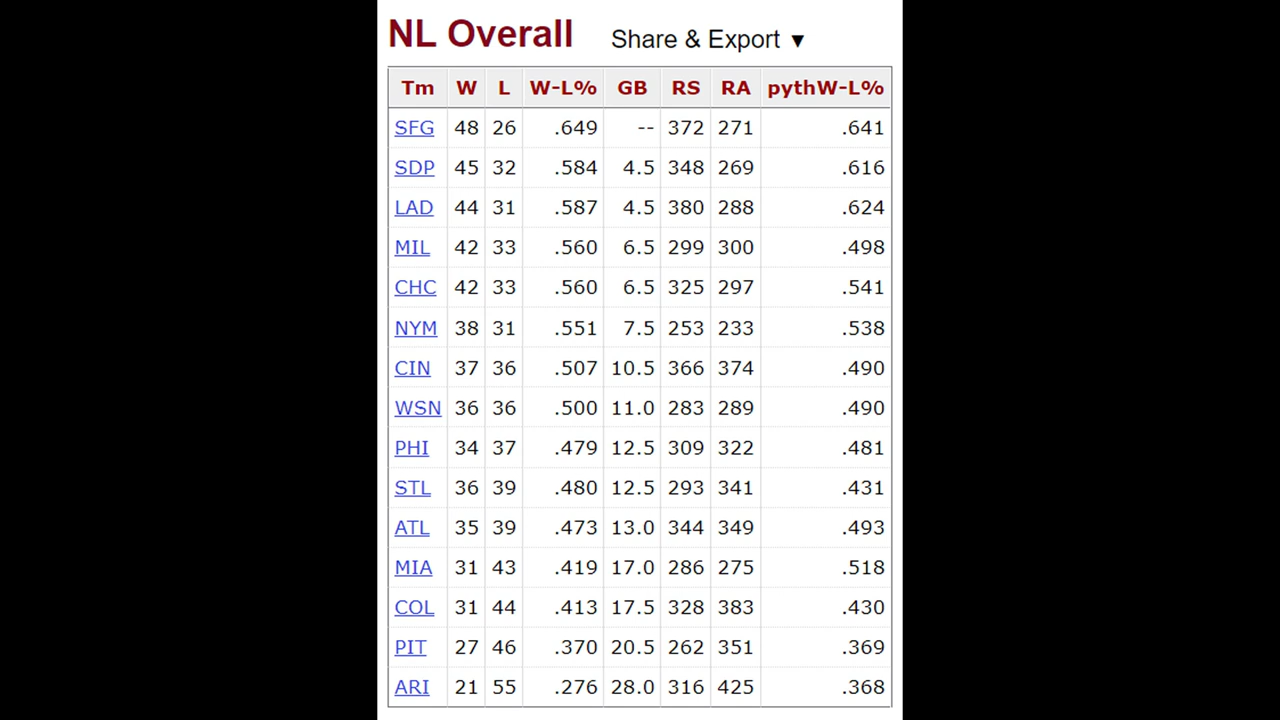 NL Overall Share & Export ▼
Tm W L W-L% GB RS RA pythW-L%
SFG 48 26 .649 -- 372 271 .641
SDP 45 32 .584 4.5 348 269 .616
LAD 44 31 .587 4.5 380 288 .624
MIL 42 33 .560 6.5 299 300 .498
CHC 42 33 .560 6.5 325 297 .541
NYM 38 31 .551 7.5 253 233 .538
CIN 37 36 .507 10.5 366 374 .490
WSN 36 36 .500 11.0 283 289 .490
PHI 34 37 .479 12.5 309 322 .481
STL 36 39 .480 12.5 293 341 .431
ATL 35 39 .473 13.0 344 349 .493
MIA 31 43 .419 17.0 286 275 .518
COL 31 44 .413 17.5 328 383 .430
PIT 27 46 .370 20.5 262 351 .369
ARI 21 55 .276 28.0 316 425 .368